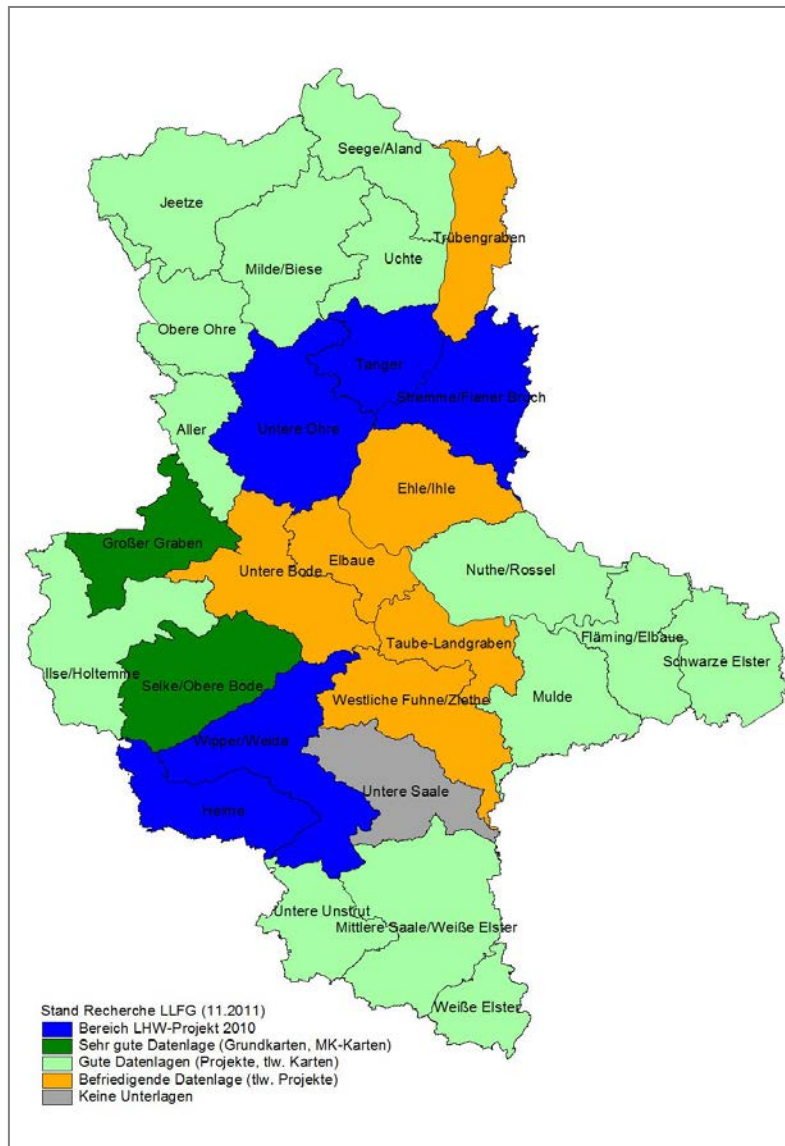 Seege/Aland
Jeetze
Trübengraben
Uchte
Milde/Biese
Obere Ohre
Tanger
Stremme/Fiener Bruch
Aller
Untere Ohre
Ehle/Ihle
Großer Graben
Elbaue
Untere Bode
Nuthe/Rossel
Fläming/Elbaue
Taube-Landgraben
Schwarze Elster
Ilse/Holtemme
Selke/Obere Bode
Westliche Fuhne/Ziethe
Mulde
Wipper/Weida
Untere Saale
Helme
Untere Unstrut
Mittlere Saale/Weiße Elster
Weiße Elster
Stand Recherche LLFG (11.2011)
Bereich LHW-Projekt 2010
Sehr gute Datenlage (Grundkarten, MK-Karten)
Gute Datenlagen (Projekte, tlw. Karten)
Befriedigende Datenlage (tlw. Projekte)
Keine Unterlagen